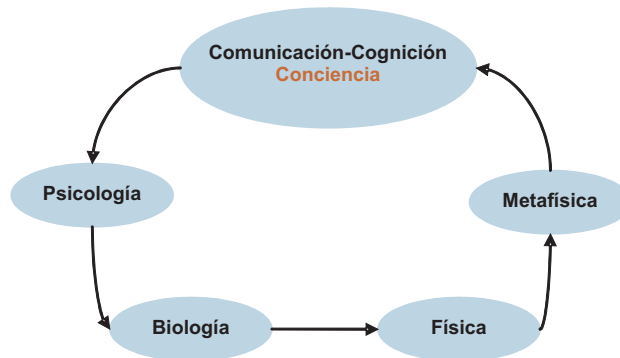 Comunicación-Cognición
Conciencia
Psicología
Metafísica
Biología
Física